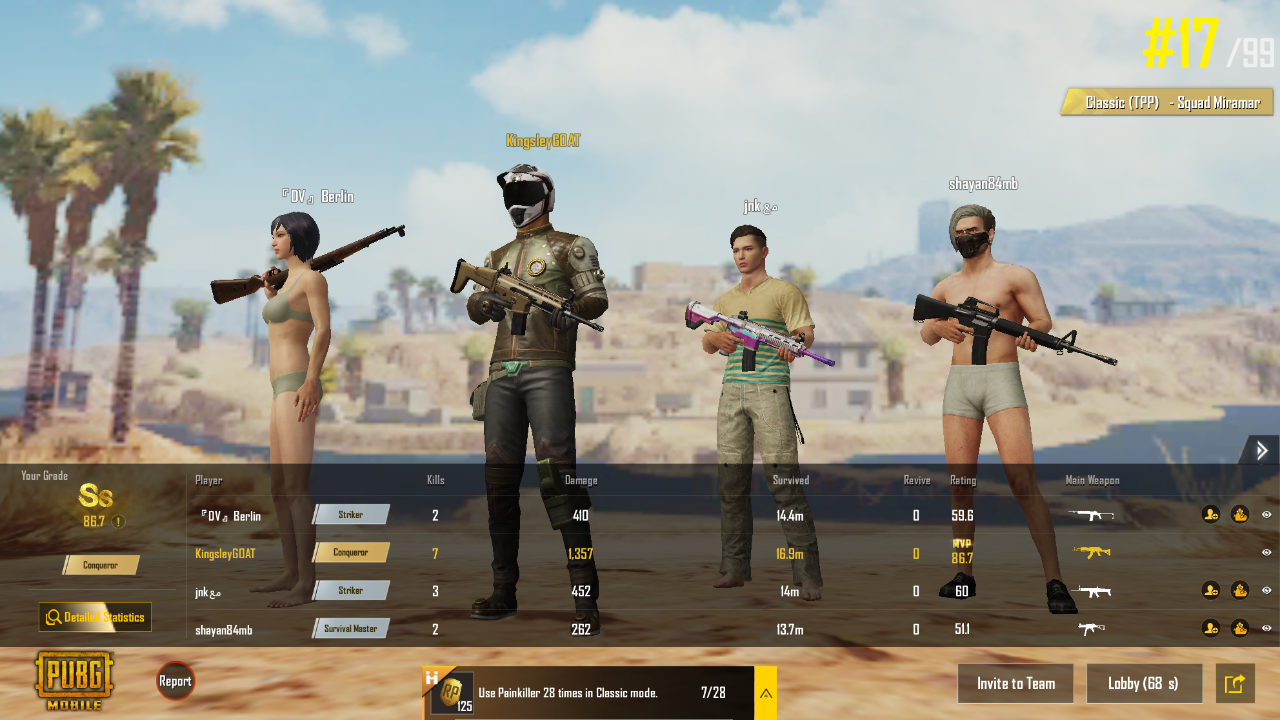 #17 /99
Classic (TPP) - Squad Miramar
KingsleyGOAT
『DV』 Berlin
jnk مع
shayan84mb
Your Grade
Ss
86.7 !
Conqueror
Detailed Statistics
Player Kills Damage Survived Revive Rating Main Weapon
『DV』 Berlin Striker 2 410 14.4m 0 59.6
MVP
KingsleyGOAT Conqueror 7 1,357 16.9m 0 86.7
jnk مع Striker 3 452 14m 0 60
shayan84mb Survival Master 2 262 13.7m 0 51.1
PUBG
MOBILE
Report
RP
125
Use Painkiller 28 times in Classic mode. 7/28
Invite to Team
Lobby (68 s)